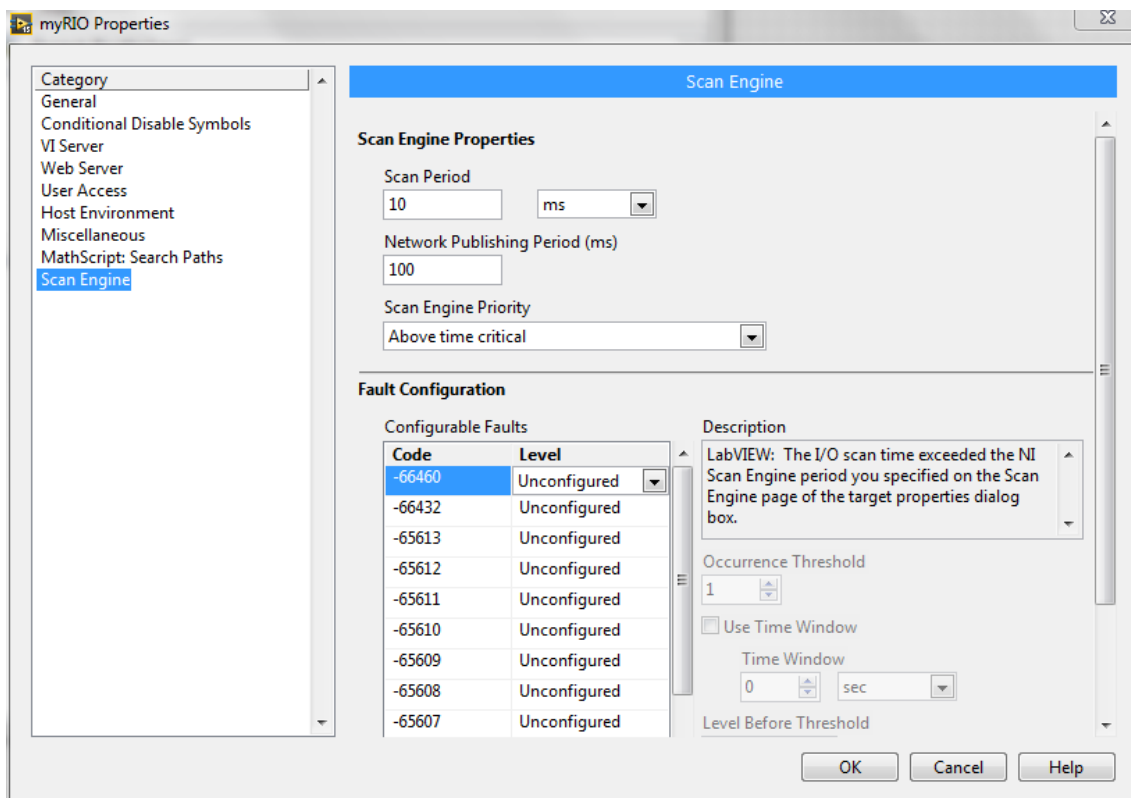 myRIO Properties
Category
General
Conditional Disable Symbols
VI Server
Web Server
User Access
Host Environment
Miscellaneous
MathScript: Search Paths
Scan Engine
Scan Engine
Scan Engine Properties
Scan Period
10 ms
Network Publishing Period (ms)
100
Scan Engine Priority
Above time critical
Fault Configuration
Configurable Faults
Code Level
-66460 Unconfigured
-66432 Unconfigured
-65613 Unconfigured
-65612 Unconfigured
-65611 Unconfigured
-65610 Unconfigured
-65609 Unconfigured
-65608 Unconfigured
-65607 Unconfigured
Description
LabVIEW: The I/O scan time exceeded the NI
Scan Engine period you specified on the Scan
Engine page of the target properties dialog
box.
Occurrence Threshold
1
Use Time Window
Time Window
0 sec
Level Before Threshold
OK Cancel Help